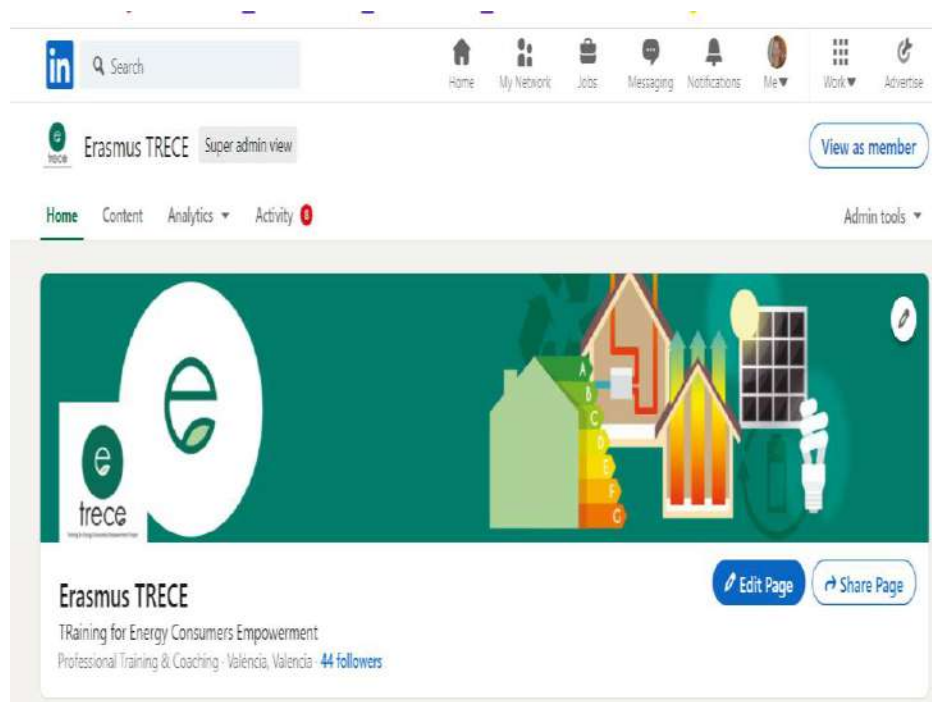 in Search
Home My Network Jobs Messaging Notifications Me Work Advertise
e
trece
Erasmus TRECE Super admin view View as member
Home Content Analytics Activity 8 Admin tools
e
e
trece
A
B
C
D
E
F
G
Edit Page Share Page
Erasmus TRECE
TRaining for Energy Consumers Empowerment
Professional Training & Coaching · València, Valencia · 44 followers